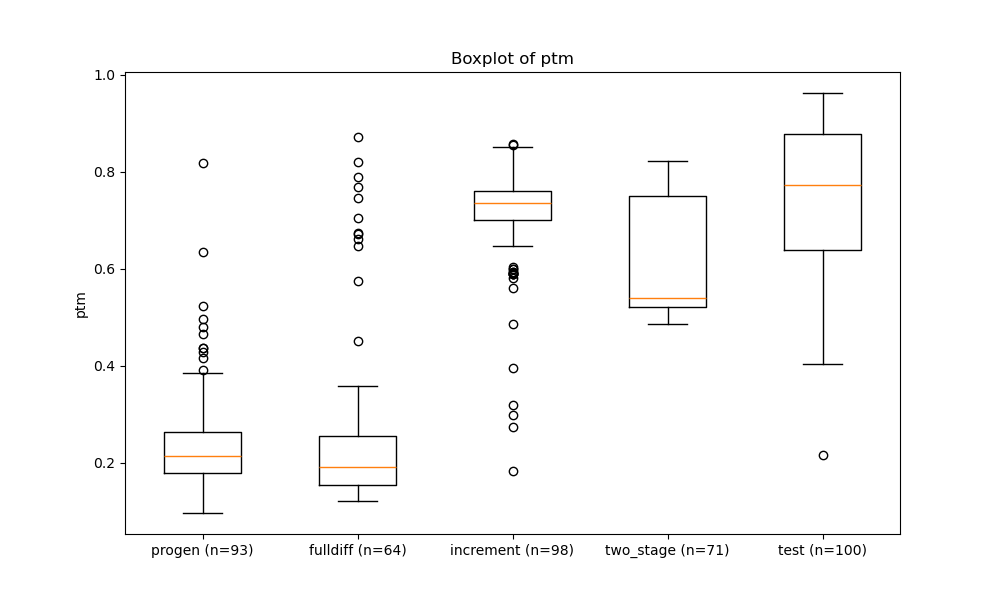 Boxplot of ptm
1.0
0.8
0.6
0.4
0.2
ptm
progen (n=93)
fulldiff (n=64)
increment (n=98)
two_stage (n=71)
test (n=100)